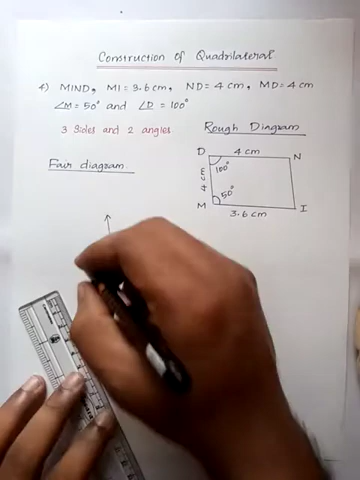 Construction of Quadrilateral
4) MIND, MI = 3.6 cm, ND = 4 cm, MD = 4 cm
∠M = 50° and ∠D = 100°
3 Sides and 2 angles
Rough Diagram
Fair diagram
D 4 cm N
100°
4 cm
50°
M I
3.6 cm